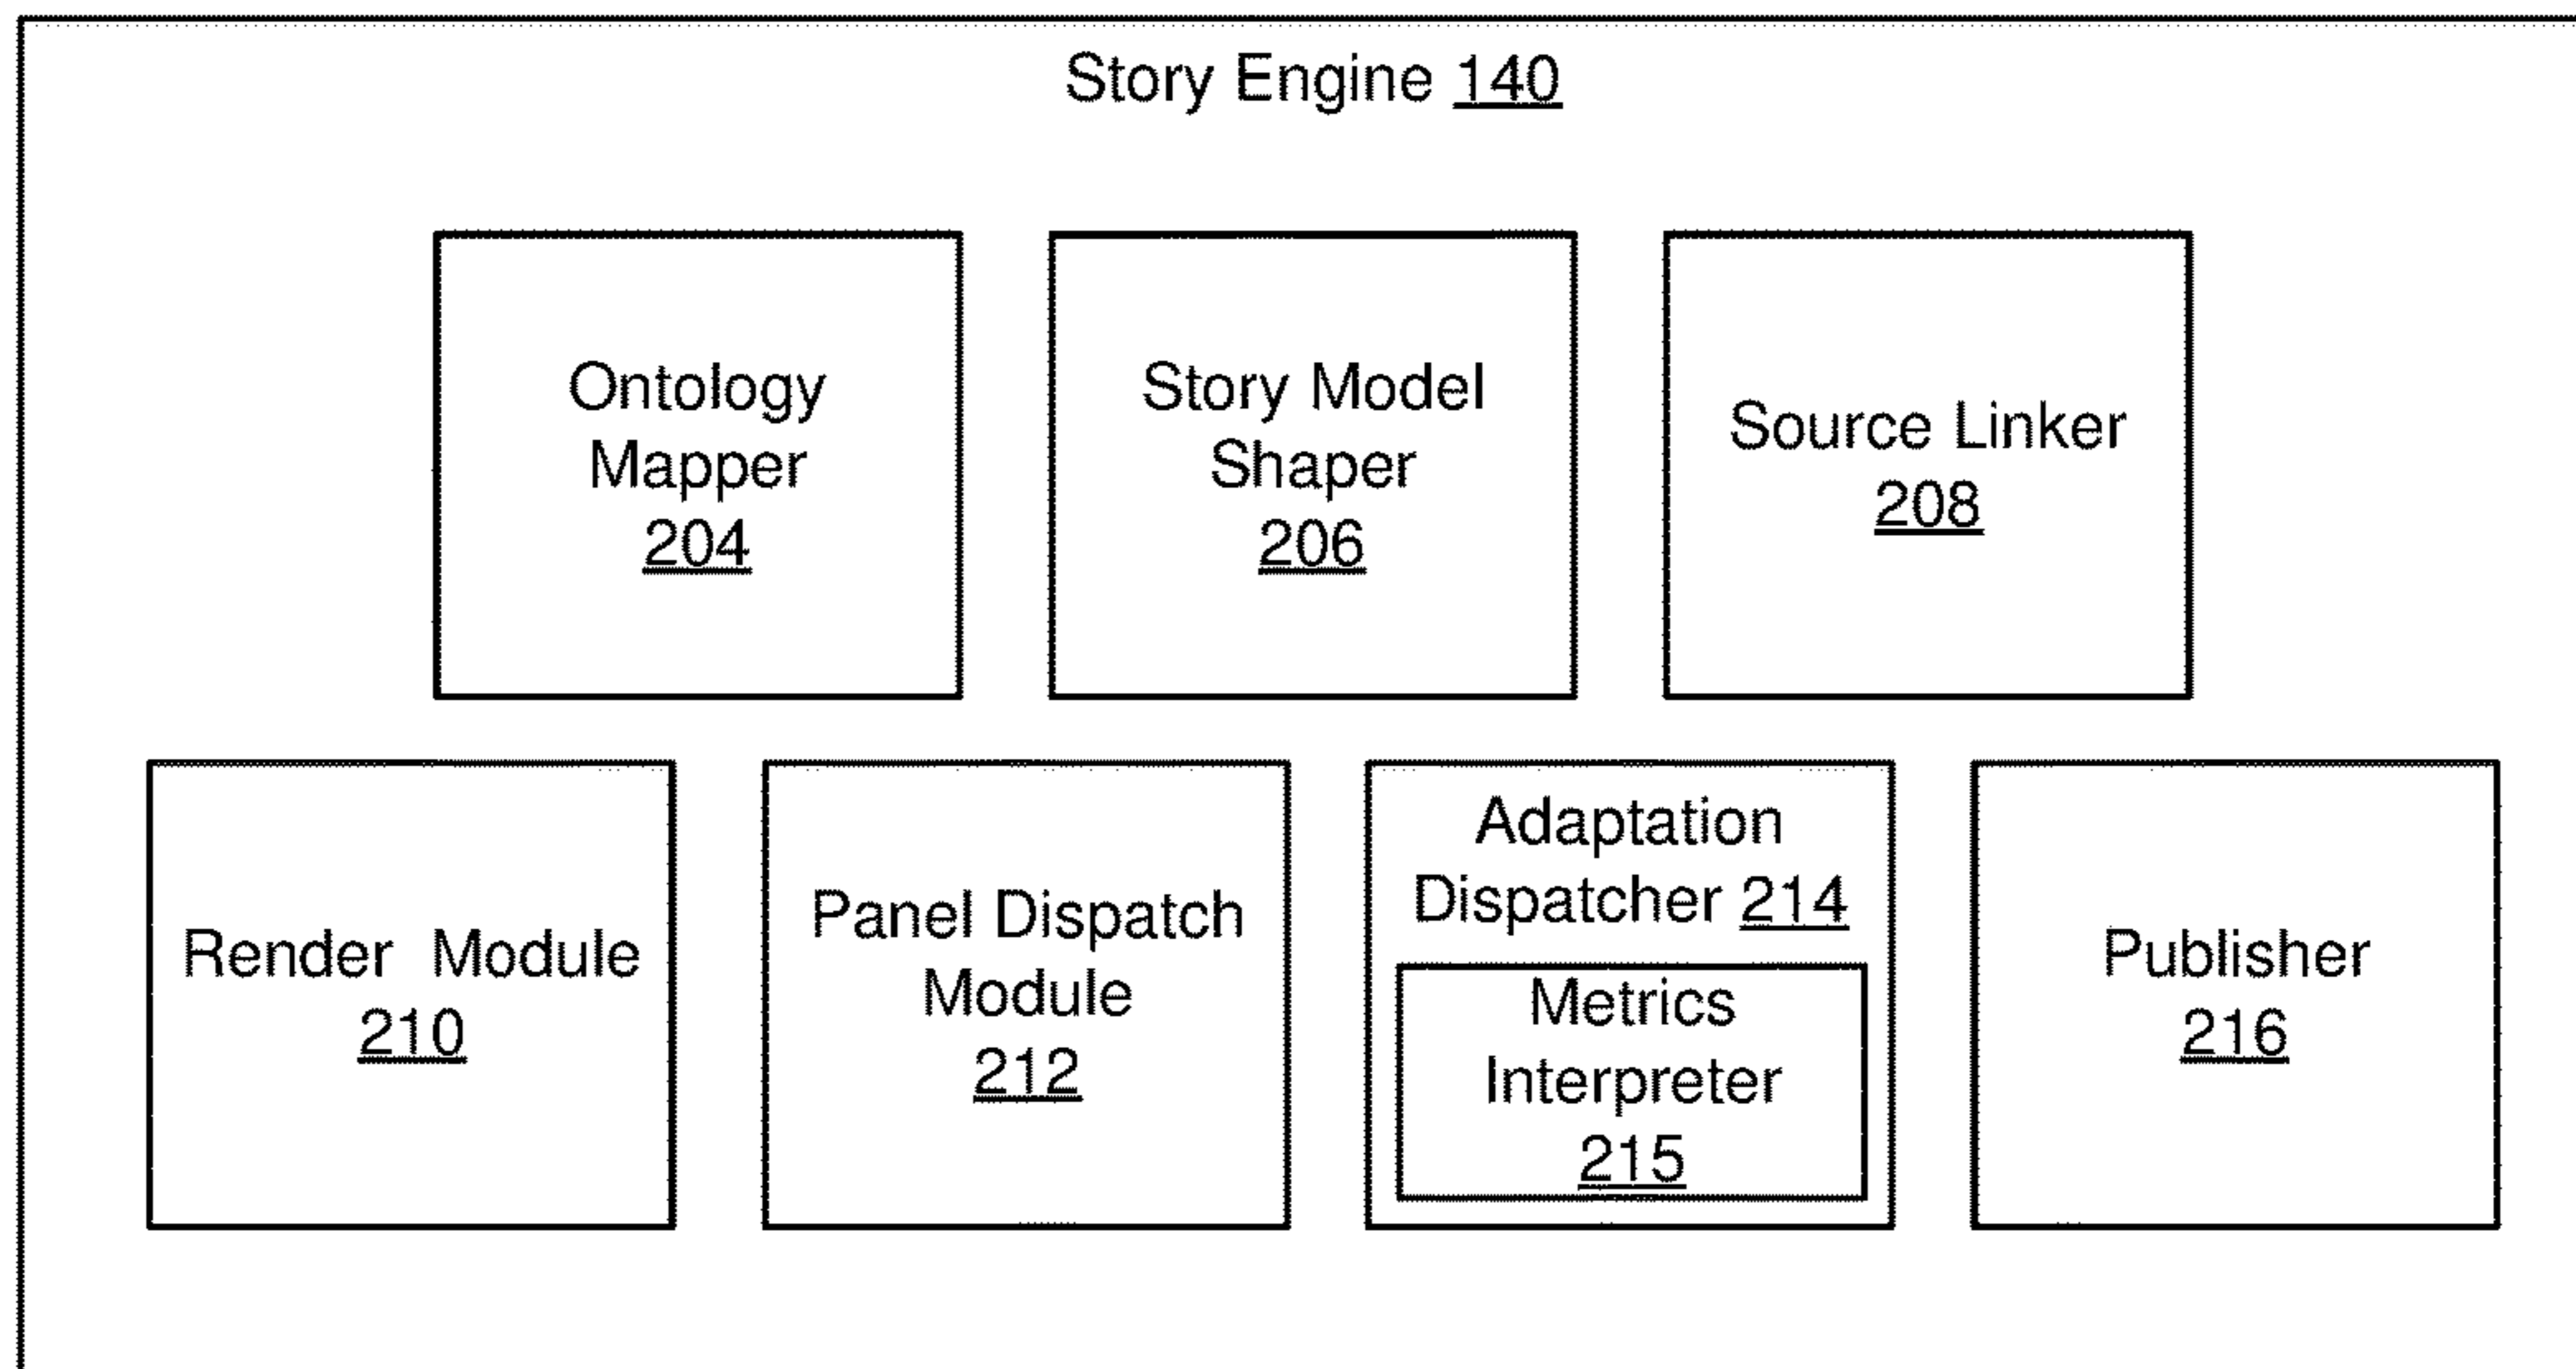 Story Engine 140
Ontology
Mapper
204
Story Model
Shaper
206
Source Linker
208
Render Module
210
Panel Dispatch
Module
212
Adaptation
Dispatcher 214
Metrics
Interpreter
215
Publisher
216